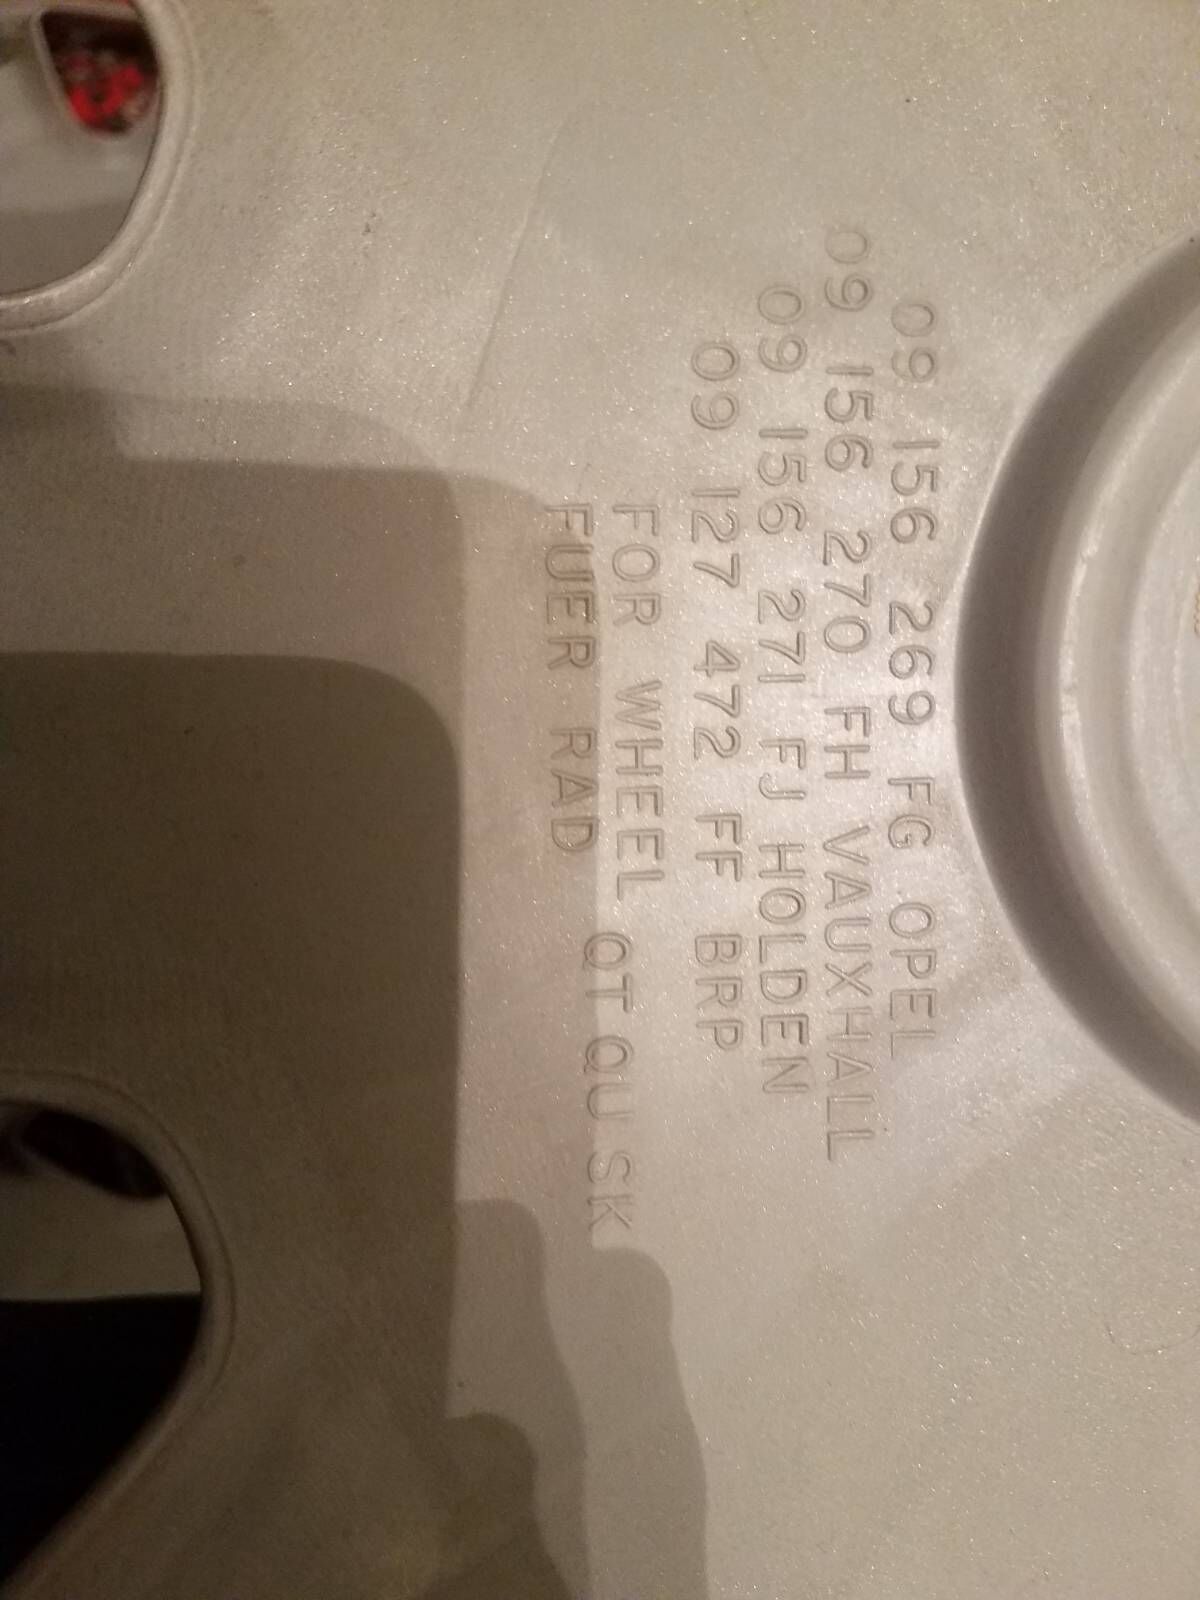 09 156 269 FG OPEL
09 156 270 FH VAUXHALL
09 156 271 FJ HOLDEN
09 127 472 FF BRP
FOR WHEEL
FUER RAD
QT QU SK